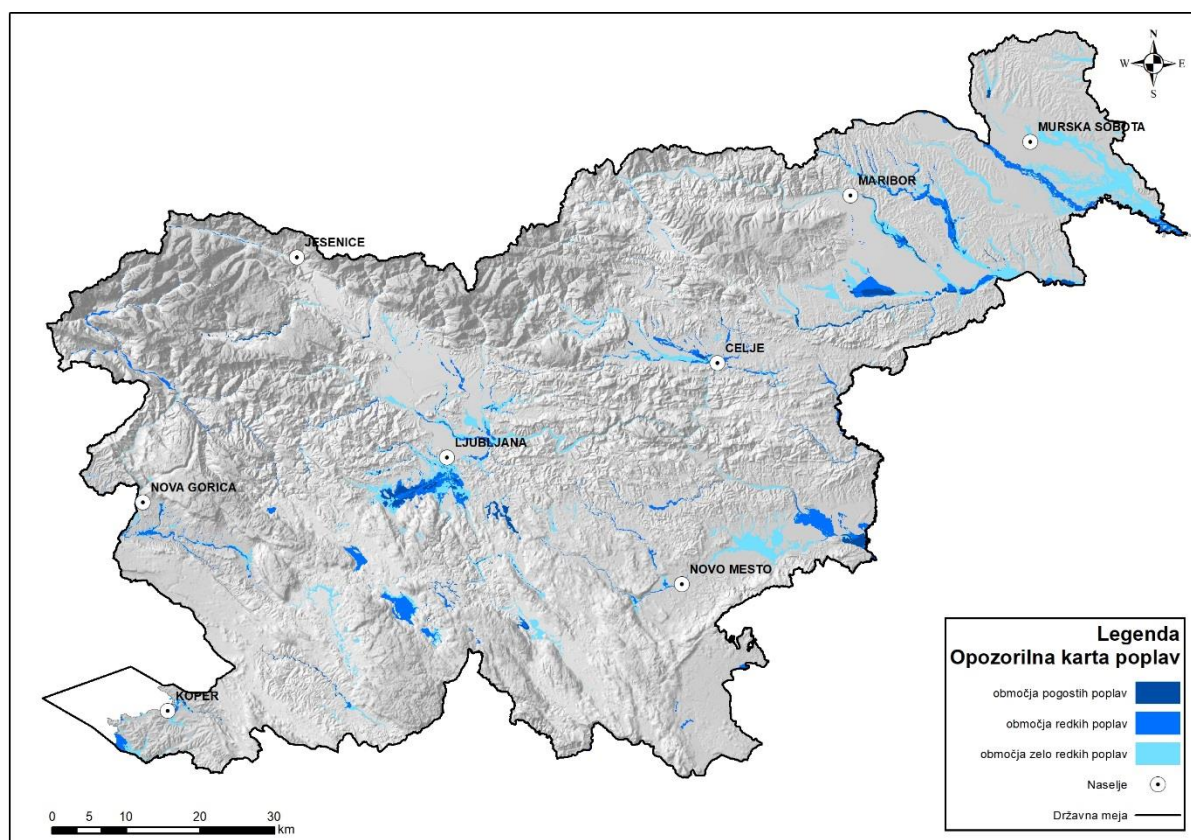 N
W E
S
MURSKA SOBOTA
MARIBOR
JESENICE
CELJE
LJUBLJANA
NOVA GORICA
NOVO MESTO
KOPER
Legenda
Opozorilna karta poplav
območja pogostih poplav
območja redkih poplav
območja zelo redkih poplav
Naselje
Državna meja
0 5 10 20 30
km